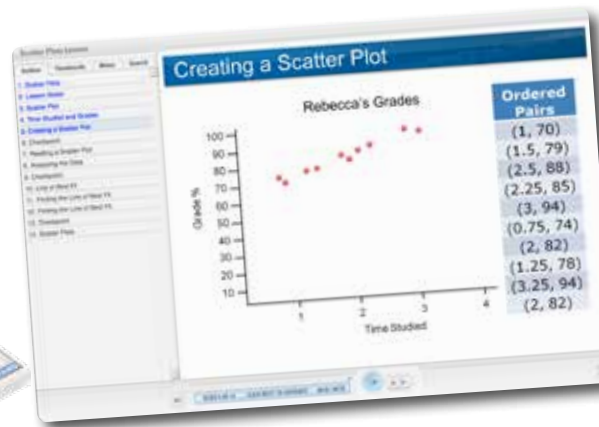 Scatter Plots Lesson
Outline Thumbnails Notes Search
1. Scatter Plots
2. Lesson Goals
3. Scatter Plot
4. Time Studied and Grades
5. Creating a Scatter Plot
6. Checkpoint
7. Reading a Scatter Plot
8. Analyzing the Data
9. Checkpoint
10. Line of Best Fit
11. Finding the Line of Best Fit
12. Finding the Line of Best Fit
13. Checkpoint
14. Scatter Plots
Creating a Scatter Plot
Rebecca's Grades
Grade %
100
90
80
70
60
50
40
30
20
10
1
2
3
4
Time Studied
Ordered
Pairs
(1, 70)
(1.5, 79)
(2.5, 88)
(2.25, 85)
(3, 94)
(0.75, 74)
(2, 82)
(1.25, 78)
(3.25, 94)
(2, 82)